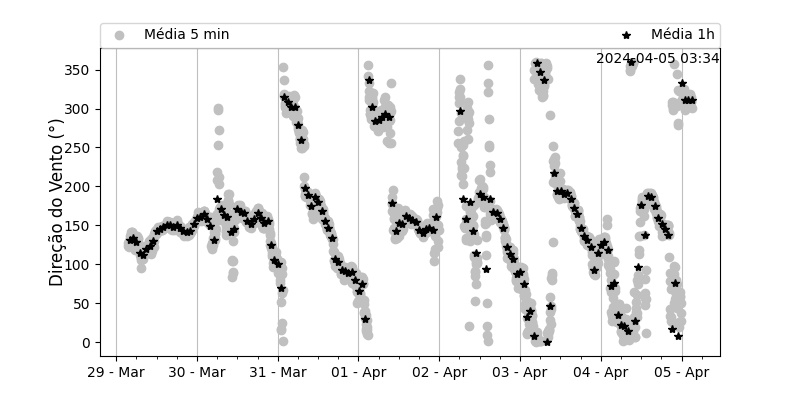 Média 5 min
Média 1h
2024-04-05 03:34
Direção do Vento (°)
350
300
250
200
150
100
50
0
29 - Mar
30 - Mar
31 - Mar
01 - Apr
02 - Apr
03 - Apr
04 - Apr
05 - Apr